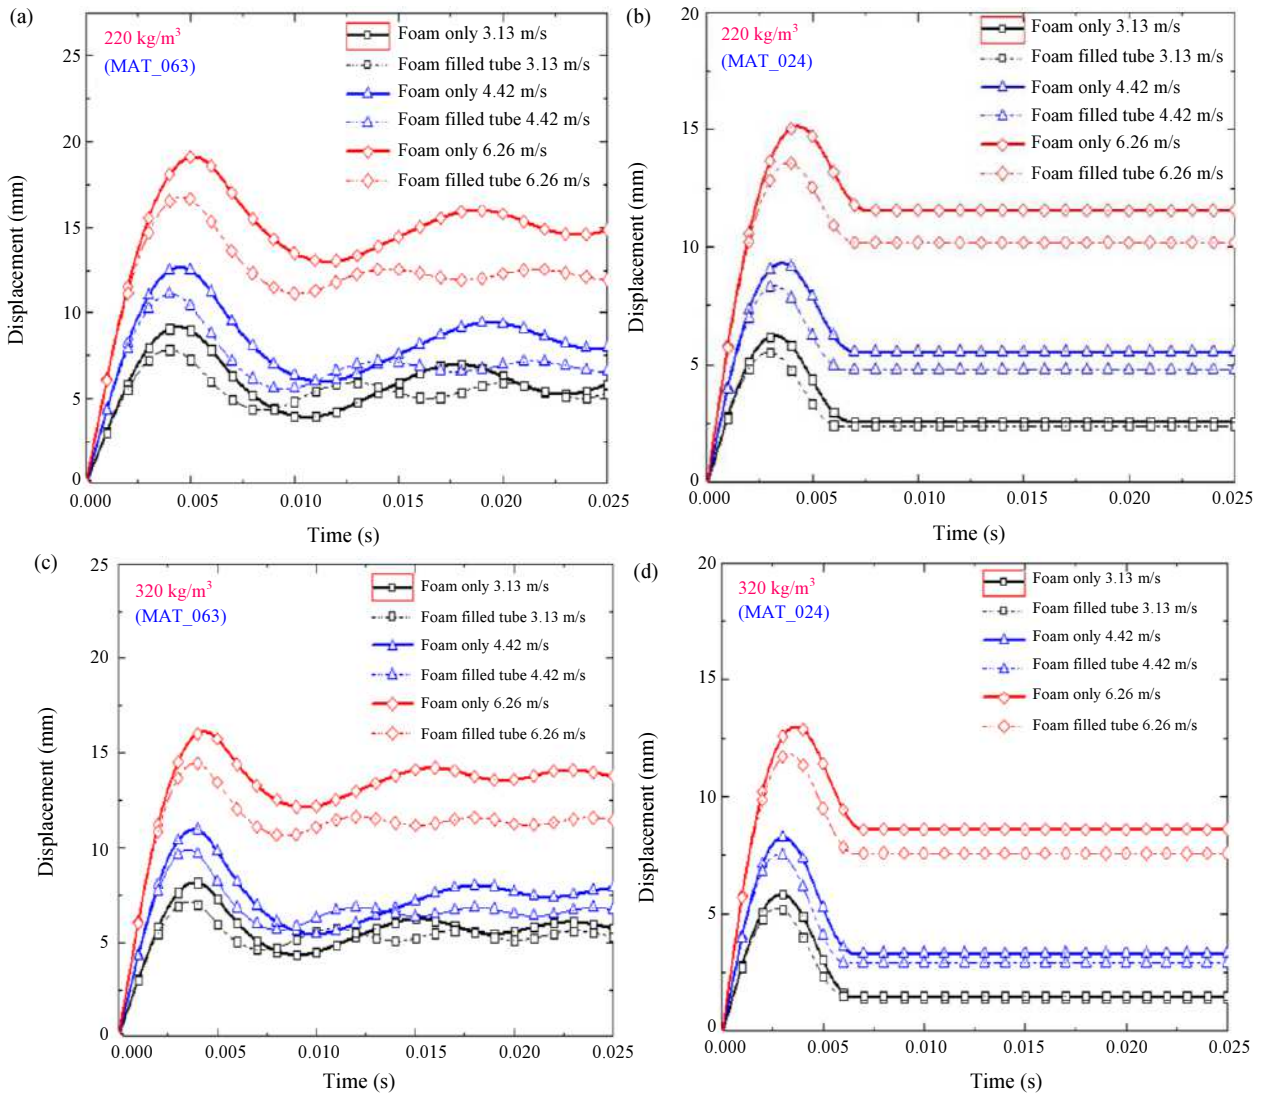 (a)
220 kg/m³
(MAT_063)
Foam only 3.13 m/s
Foam filled tube 3.13 m/s
Foam only 4.42 m/s
Foam filled tube 4.42 m/s
Foam only 6.26 m/s
Foam filled tube 6.26 m/s
25
20
15
10
5
0
Displacement (mm)
0.000 0.005 0.010 0.015 0.020 0.025
Time (s)
(b)
220 kg/m³
(MAT_024)
Foam only 3.13 m/s
Foam filled tube 3.13 m/s
Foam only 4.42 m/s
Foam filled tube 4.42 m/s
Foam only 6.26 m/s
Foam filled tube 6.26 m/s
20
15
10
5
0
Displacement (mm)
0.000 0.005 0.010 0.015 0.020 0.025
Time (s)
(c)
320 kg/m³
(MAT_063)
Foam only 3.13 m/s
Foam filled tube 3.13 m/s
Foam only 4.42 m/s
Foam filled tube 4.42 m/s
Foam only 6.26 m/s
Foam filled tube 6.26 m/s
25
20
15
10
5
0
Displacement (mm)
0.000 0.005 0.010 0.015 0.020 0.025
Time (s)
(d)
320 kg/m³
(MAT_024)
Foam only 3.13 m/s
Foam filled tube 3.13 m/s
Foam only 4.42 m/s
Foam filled tube 4.42 m/s
Foam only 6.26 m/s
Foam filled tube 6.26 m/s
20
15
10
5
0
Displacement (mm)
0.000 0.005 0.010 0.015 0.020 0.025
Time (s)